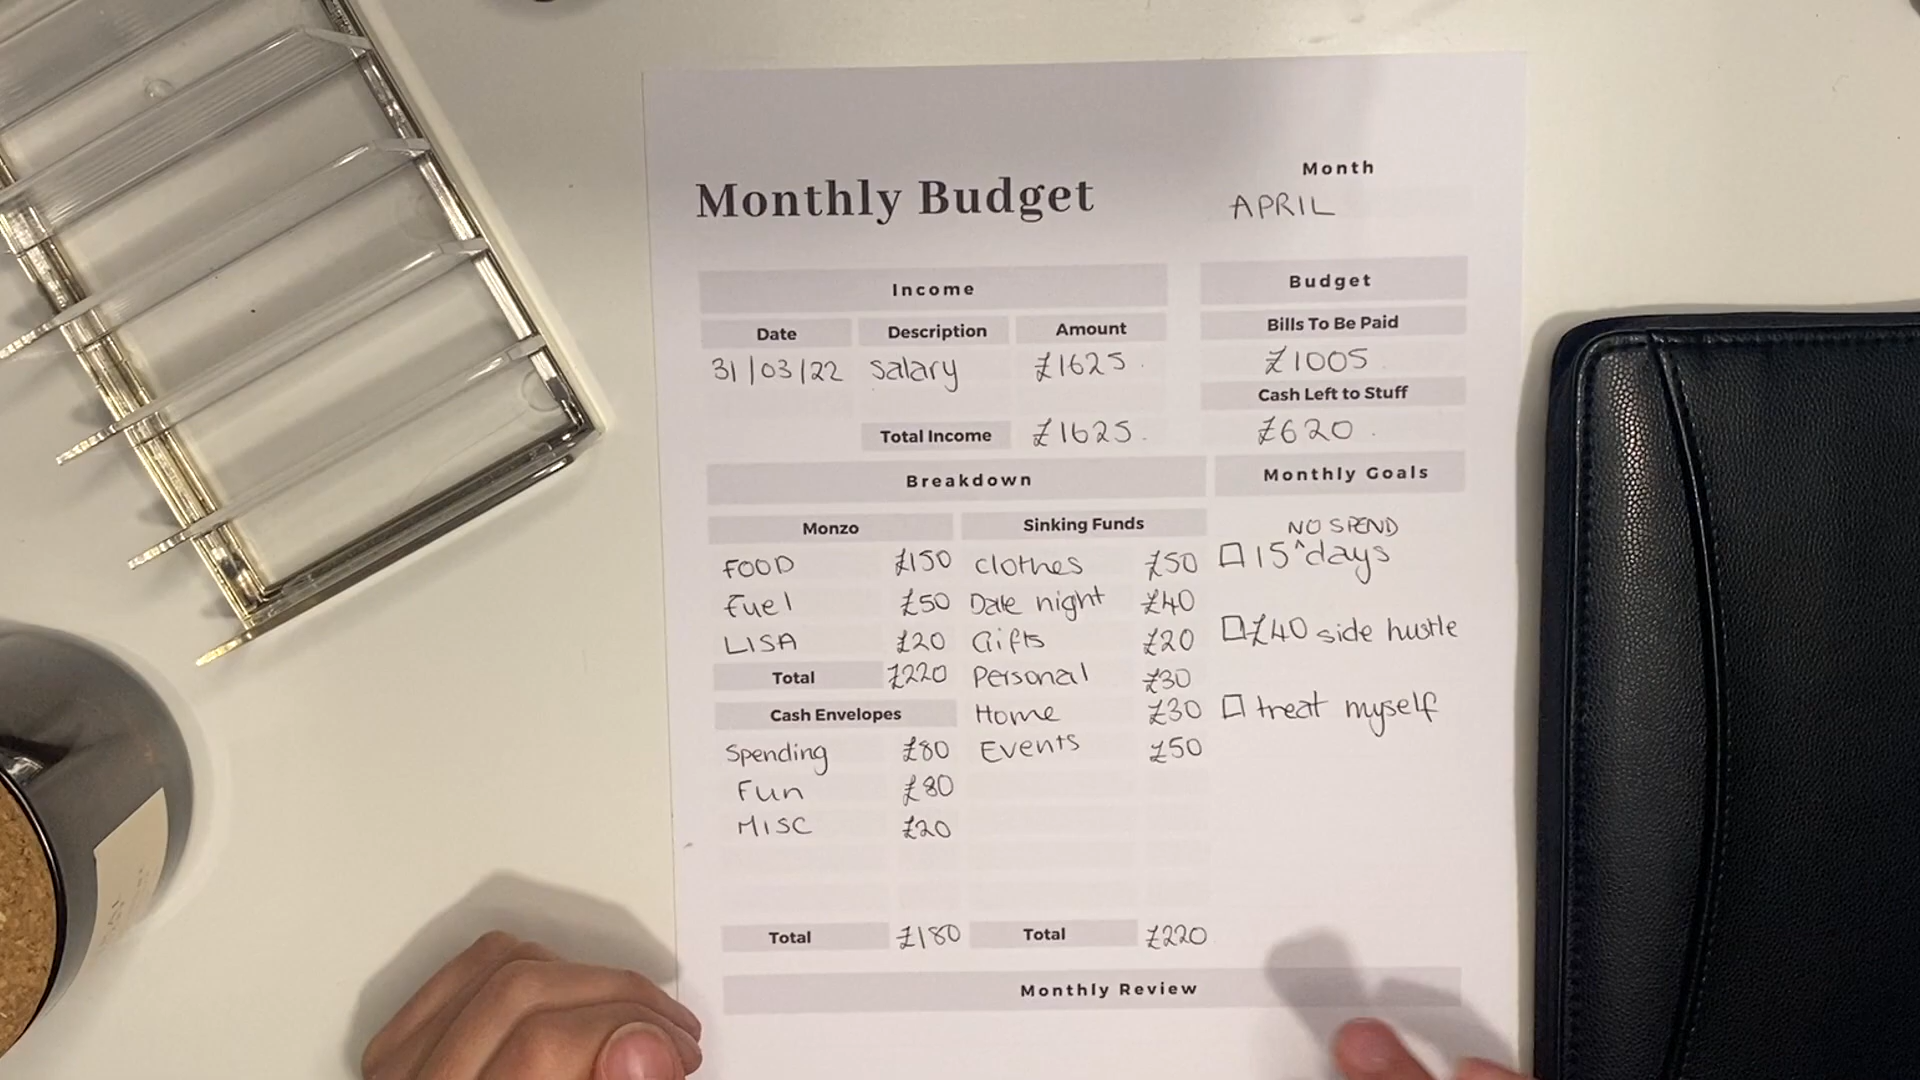 Month
Monthly Budget
APRIL
Income
Date Description Amount
31/03/22 Salary £1625.
Total Income £1625.
Budget
Bills To Be Paid
£1005
Cash Left to Stuff
£620.
Breakdown
Monzo
FOOD £150
Fuel £50
LISA £20
Total £220
Cash Envelopes
Spending £80
Fun £80
MISC £20
Total £180
Sinking Funds
Clothes £50
Date night £40
Gifts £20
Personal £30
Home £30
Events £50
Total £220
Monthly Goals
NO SPEND
15 ^ days
£40 side hustle
treat myself
Monthly Review